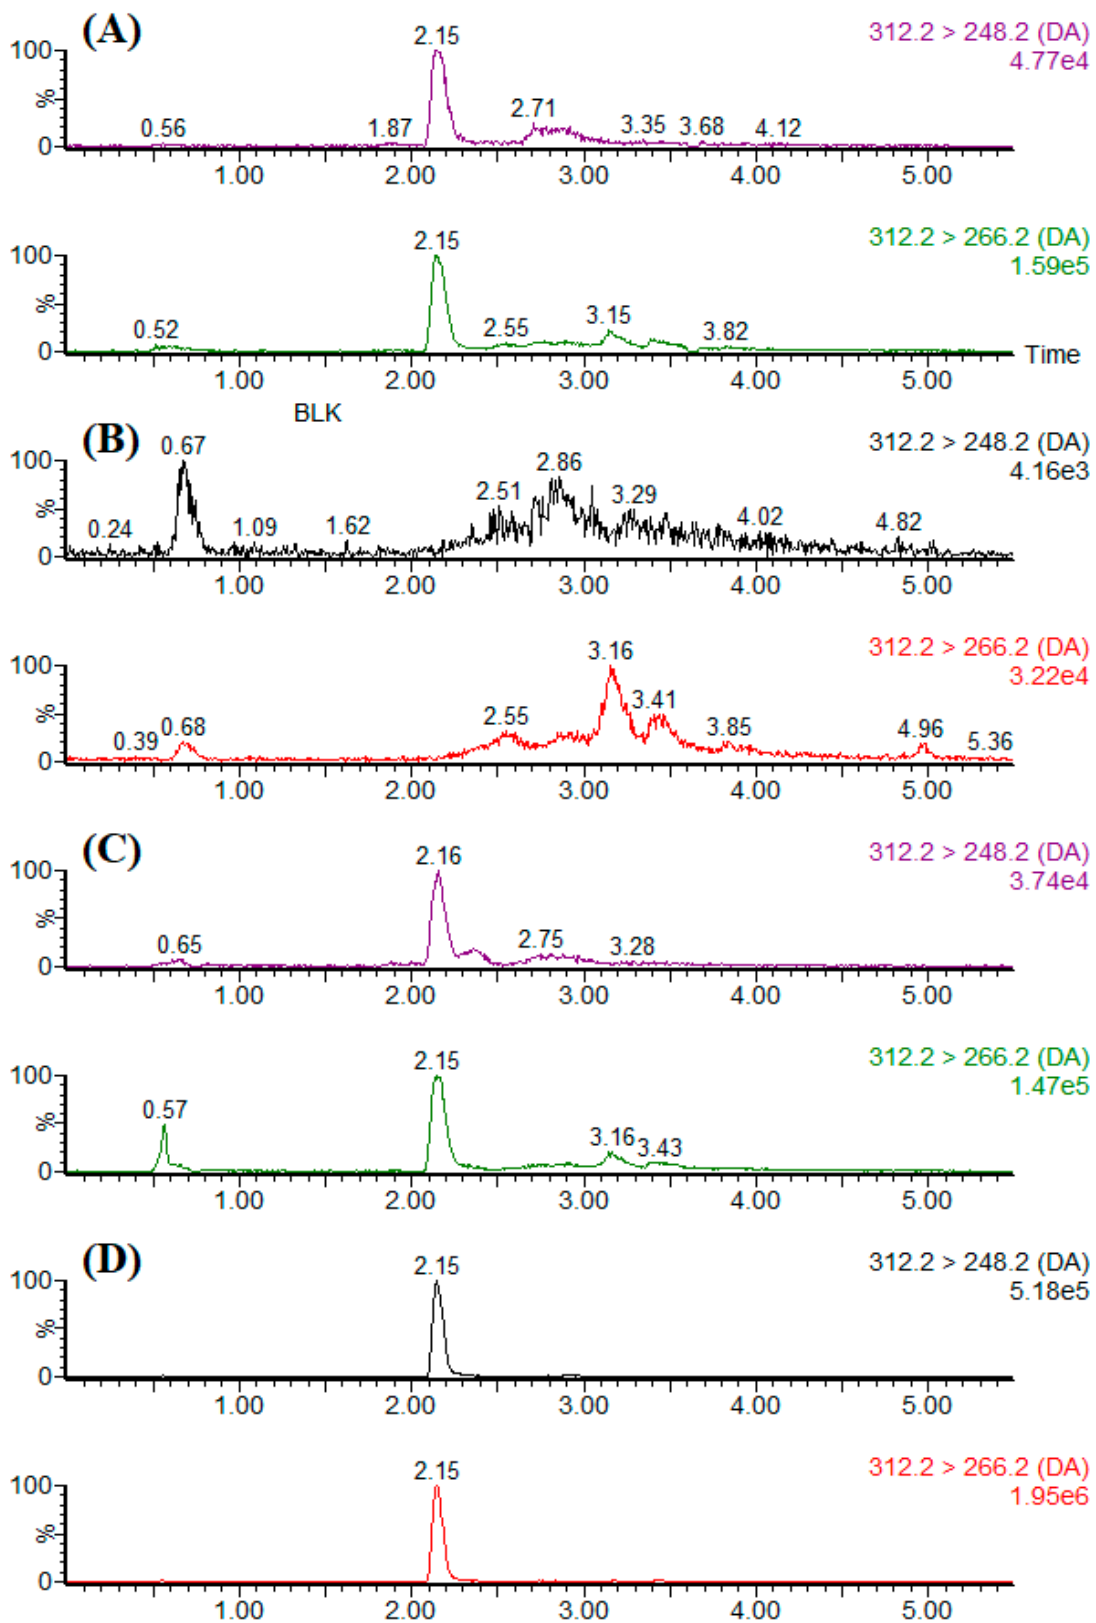 (A)
312.2 > 248.2 (DA)
4.77e4
2.15
2.71
0.56 1.87 3.35 3.68 4.12
100
%
0
1.00 2.00 3.00 4.00 5.00
312.2 > 266.2 (DA)
1.59e5
2.15
0.52 2.55 3.15 3.82
100
%
0
Time
1.00 2.00 3.00 4.00 5.00
BLK
(B)
312.2 > 248.2 (DA)
4.16e3
0.67 2.86
2.51 3.29
0.24 1.09 1.62 4.02 4.82
100
%
0
1.00 2.00 3.00 4.00 5.00
312.2 > 266.2 (DA)
3.22e4
3.16
3.41
0.39 0.68 2.55 3.85 4.96 5.36
100
%
0
1.00 2.00 3.00 4.00 5.00
(C)
312.2 > 248.2 (DA)
3.74e4
2.16
0.65 2.75 3.28
100
%
0
1.00 2.00 3.00 4.00 5.00
312.2 > 266.2 (DA)
1.47e5
2.15
0.57
3.16 3.43
100
%
0
1.00 2.00 3.00 4.00 5.00
(D)
312.2 > 248.2 (DA)
5.18e5
2.15
100
%
0
1.00 2.00 3.00 4.00 5.00
312.2 > 266.2 (DA)
1.95e6
2.15
100
%
0
1.00 2.00 3.00 4.00 5.00